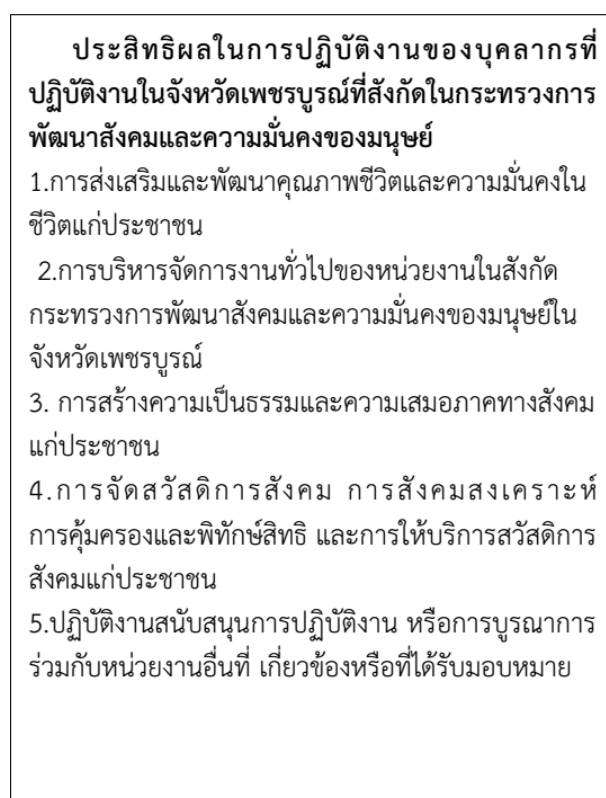 ประสิทธิผลในการปฏิบัติงานของบุคลากรที่
ปฏิบัติงานในจังหวัดเพชรบูรณ์ที่สังกัดในกระทรวงการ
พัฒนาสังคมและความมั่นคงของมนุษย์
1.การส่งเสริมและพัฒนาคุณภาพชีวิตและความมั่นคงใน
ชีวิตแก่ประชาชน
2.การบริหารจัดการงานทั่วไปของหน่วยงานในสังกัด
กระทรวงการพัฒนาสังคมและความมั่นคงของมนุษย์ใน
จังหวัดเพชรบูรณ์
3. การสร้างความเป็นธรรมและความเสมอภาคทางสังคม
แก่ประชาชน
4.การจัดสวัสดิการสังคม การสังคมสงเคราะห์
การคุ้มครองและพิทักษ์สิทธิ และการให้บริการสวัสดิการ
สังคมแก่ประชาชน
5.ปฏิบัติงานสนับสนุนการปฏิบัติงาน หรือการบูรณาการ
ร่วมกับหน่วยงานอื่นที่ เกี่ยวข้องหรือที่ได้รับมอบหมาย